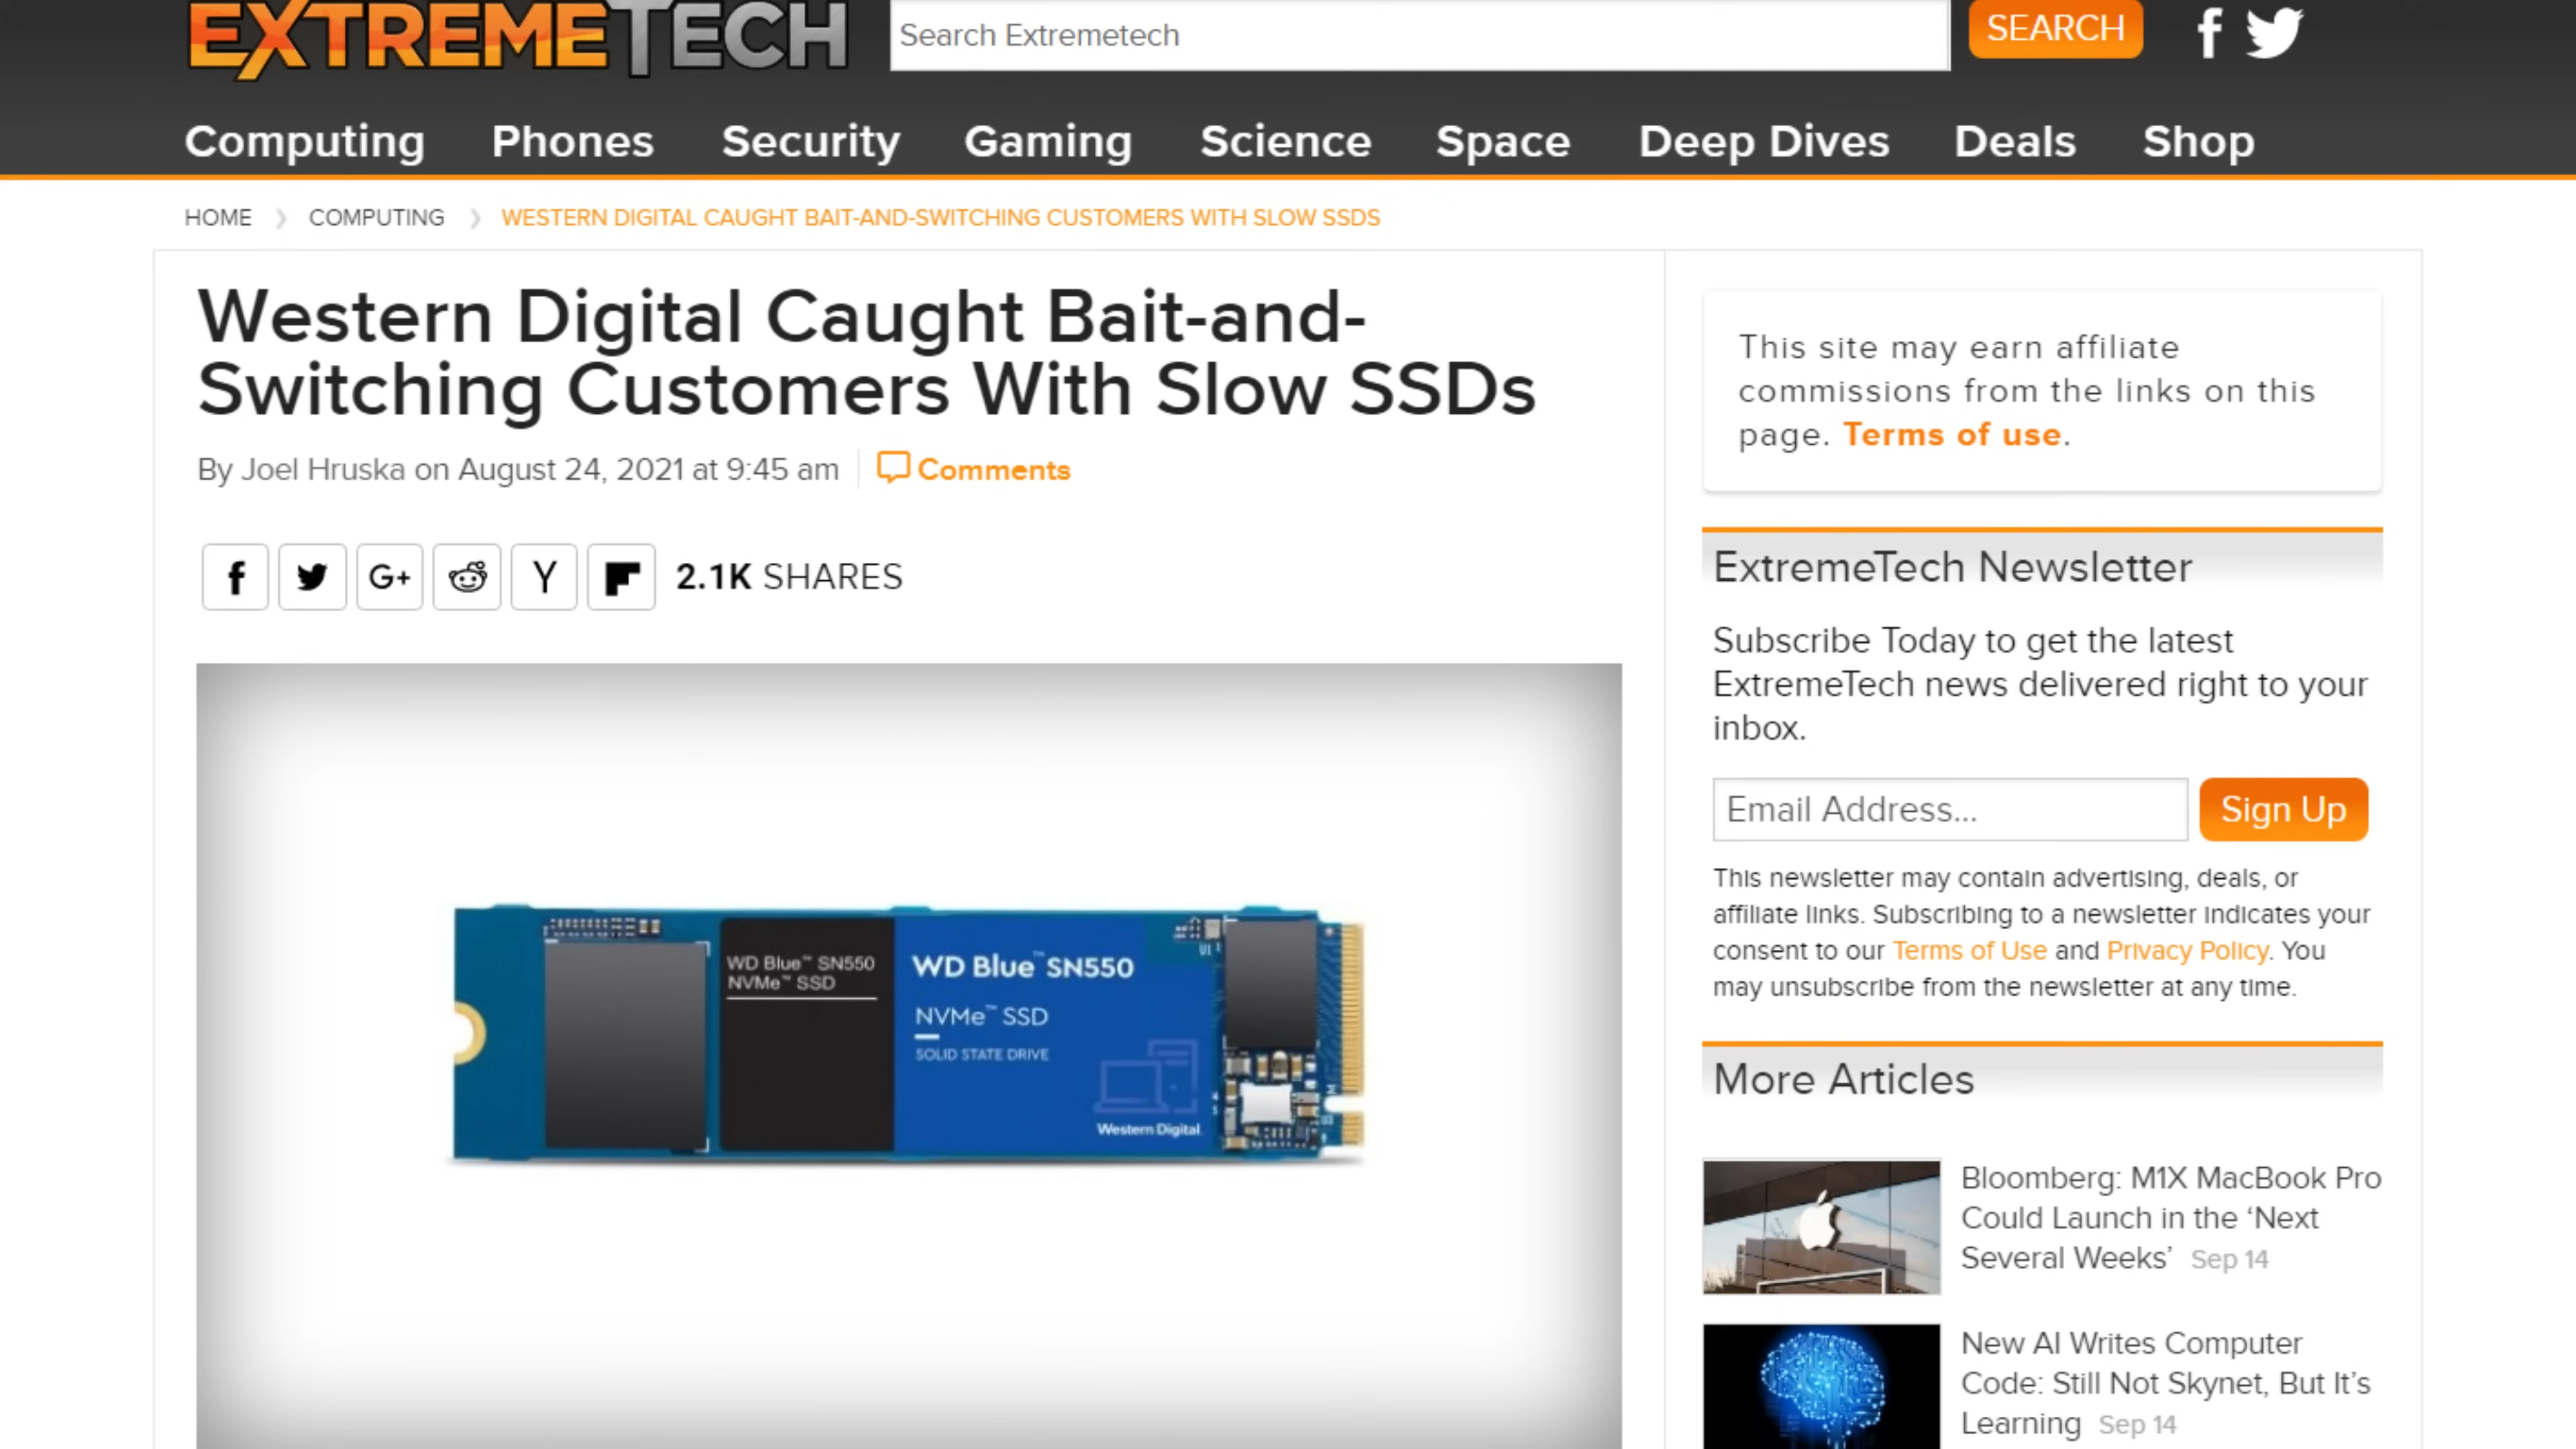 EXTREMETECH
Search Extremetech
SEARCH
Computing Phones Security Gaming Science Space Deep Dives Deals Shop
HOME COMPUTING WESTERN DIGITAL CAUGHT BAIT-AND-SWITCHING CUSTOMERS WITH SLOW SSDS
Western Digital Caught Bait-and-
Switching Customers With Slow SSDs
By Joel Hruska on August 24, 2021 at 9:45 am Comments
G+ Y 2.1K SHARES
WD Blue™ SN550
NVMe™ SSD
WD Blue™ SN550
NVMe™ SSD
SOLID STATE DRIVE
Western Digital.
U1
This site may earn affiliate
commissions from the links on this
page. Terms of use.
ExtremeTech Newsletter
Subscribe Today to get the latest
ExtremeTech news delivered right to your
inbox.
Email Address...
Sign Up
This newsletter may contain advertising, deals, or
affiliate links. Subscribing to a newsletter indicates your
consent to our Terms of Use and Privacy Policy. You
may unsubscribe from the newsletter at any time.
More Articles
Bloomberg: M1X MacBook Pro
Could Launch in the ‘Next
Several Weeks’ Sep 14
New AI Writes Computer
Code: Still Not Skynet, But It’s
Learning Sep 14